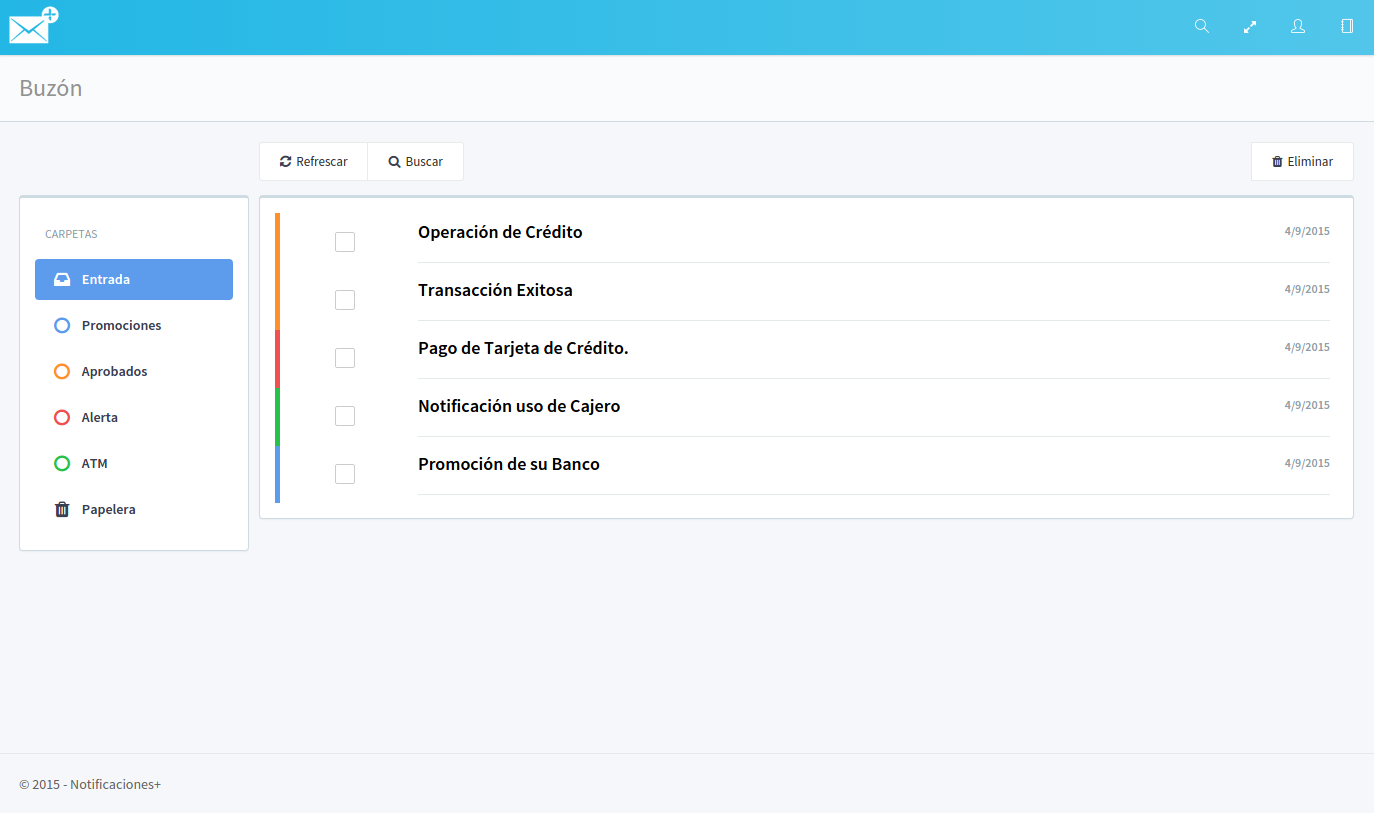 Buzón
Refrescar
Buscar
Eliminar
CARPETAS
Entrada
Promociones
Aprobados
Alerta
ATM
Papelera
Operación de Crédito 4/9/2015
Transacción Exitosa 4/9/2015
Pago de Tarjeta de Crédito. 4/9/2015
Notificación uso de Cajero 4/9/2015
Promoción de su Banco 4/9/2015
© 2015 - Notificaciones+